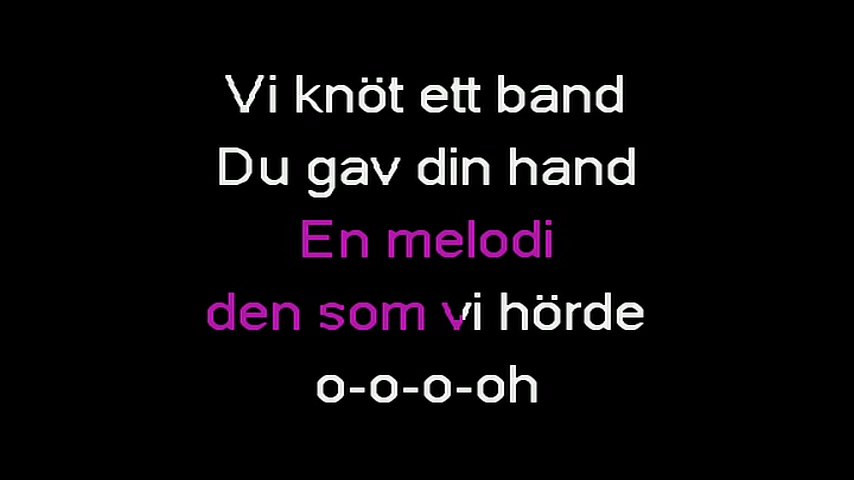 Vi knöt ett band
Du gav din hand
En melodi
den som vi hörde
o-o-o-oh